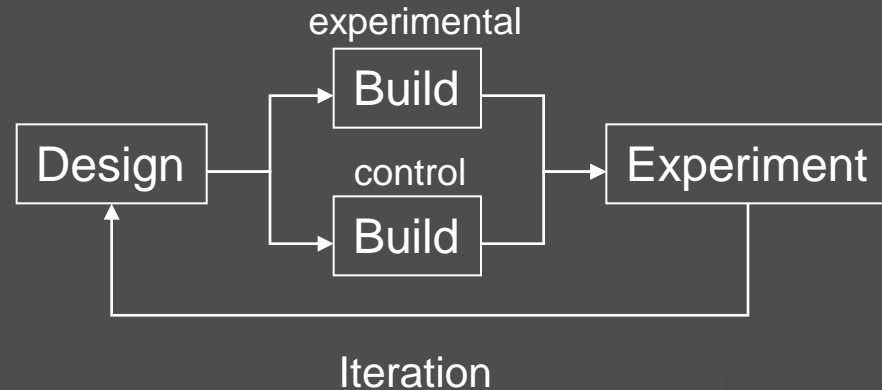 experimental
Build
Design
control
Build
Experiment
Iteration